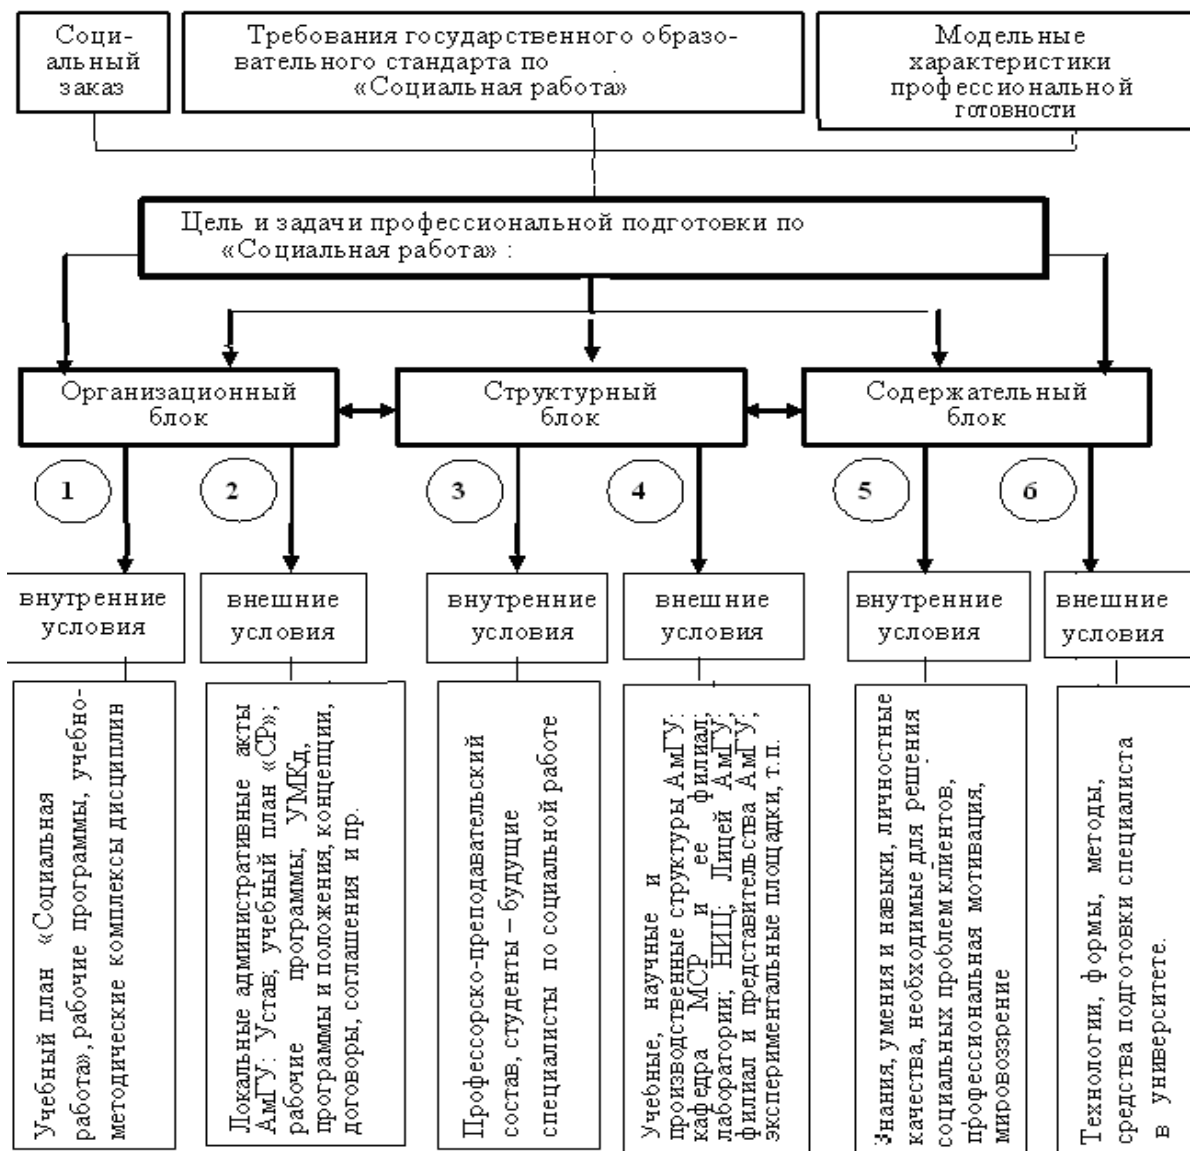 Соци-
альный
заказ
Требования государственного образо-
вательного стандарта по
«Социальная работа»
Модельные
характеристики
профессиональной
готовности
Цель и задачи профессиональной подготовки по
«Социальная работа» :
Организационный
блок
Структурный
блок
Содержательный
блок
1
2
3
4
5
6
внутренние
условия
внешние
условия
внутренние
условия
внешние
условия
внутренние
условия
внешние
условия
Учебный план «Социальная
работа», рабочие программы, учебно-
методические комплексы дисциплин
Локальные административные акты
АмГУ: Устав; учебный план «СР»;
рабочие программы; УМКд,
программы и положения, концепции,
договоры, соглашения и пр.
Профессорско-преподавательский
состав, студенты – будущие
специалисты по социальной работе
Учебные, научные и
производственные структуры АмГУ:
кафедра МСР и ее филиал;
лаборатории; НИЦ; Лицей АмГУ;
филиал и представительства АмГУ;
экспериментальные площадки, т.п.
Знания, умения и навыки, личностные
качества, необходимые для решения
социальных проблем клиентов,
профессиональная мотивация,
мировоззрение
Технологии, формы, методы,
средства подготовки специалиста
в университете.